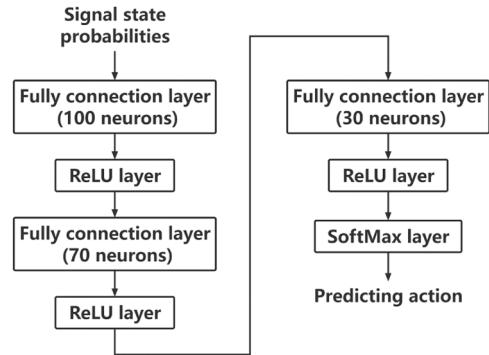 Signal state
probabilities
Fully connection layer
(100 neurons)
ReLU layer
Fully connection layer
(70 neurons)
ReLU layer
Fully connection layer
(30 neurons)
ReLU layer
SoftMax layer
Predicting action